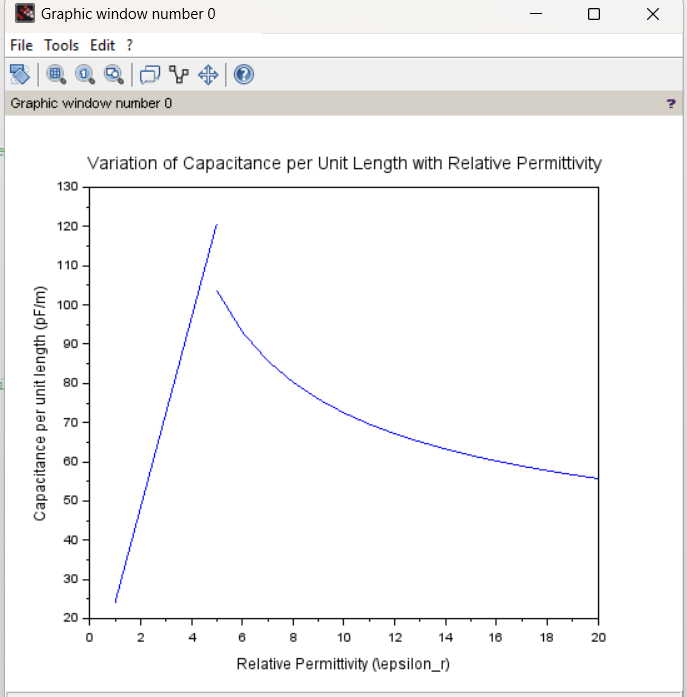 Graphic window number 0
File Tools Edit ?
Graphic window number 0 ?
Variation of Capacitance per Unit Length with Relative Permittivity
130
120
110
100
90
80
70
60
50
40
30
20
Capacitance per unit length (pF/m)
0 2 4 6 8 10 12 14 16 18 20
Relative Permittivity (\epsilon_r)